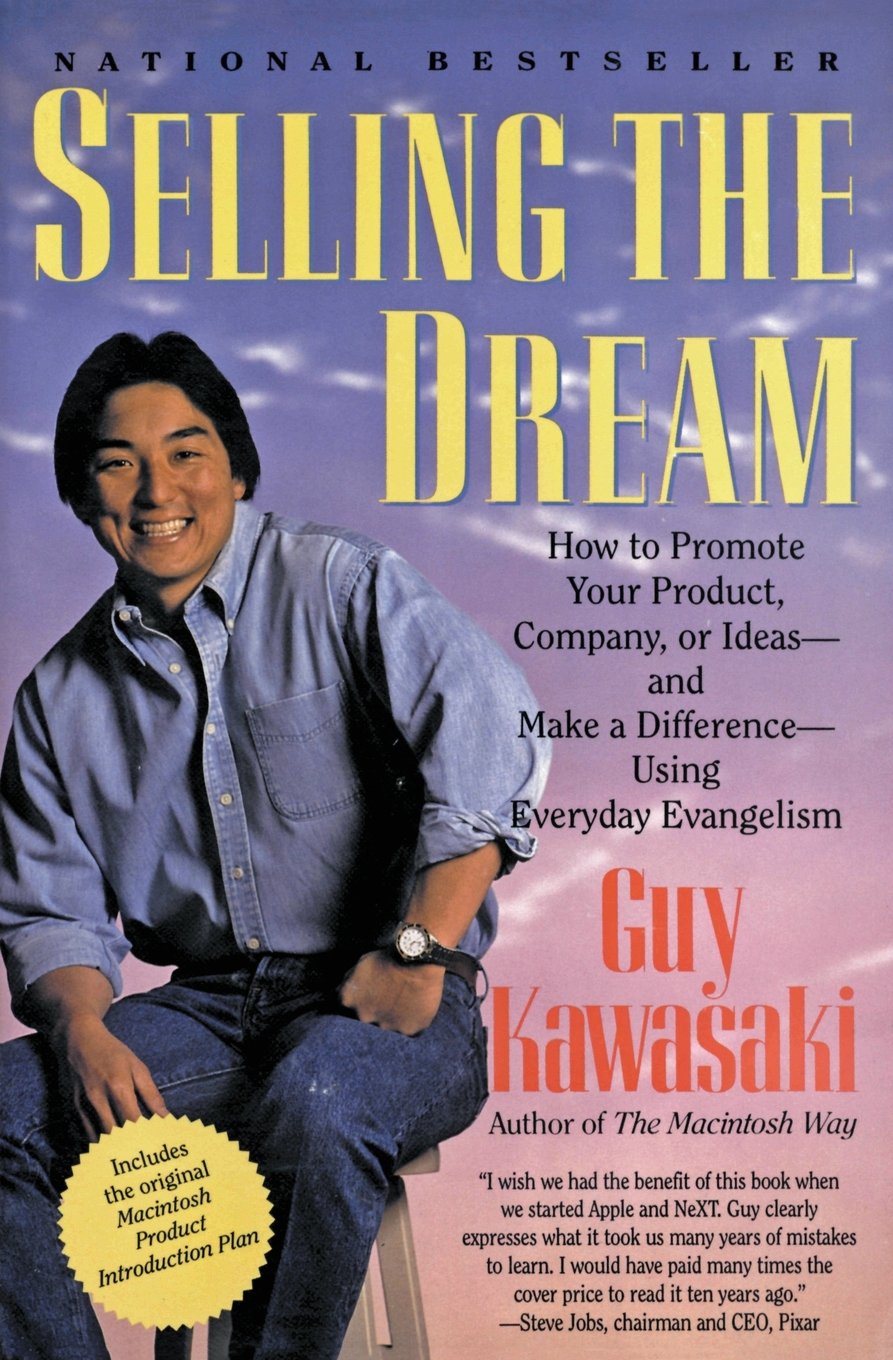 NATIONAL BESTSELLER
SELLING THE
DREAM
How to Promote
Your Product,
Company, or Ideas—
and
Make a Difference—
Using
Everyday Evangelism
Guy
Kawasaki
Author of The Macintosh Way
Includes
the original
Macintosh
Product
Introduction Plan
“I wish we had the benefit of this book when
we started Apple and NeXT. Guy clearly
expresses what it took us many years of mistakes
to learn. I would have paid many times the
cover price to read it ten years ago.”
—Steve Jobs, chairman and CEO, Pixar